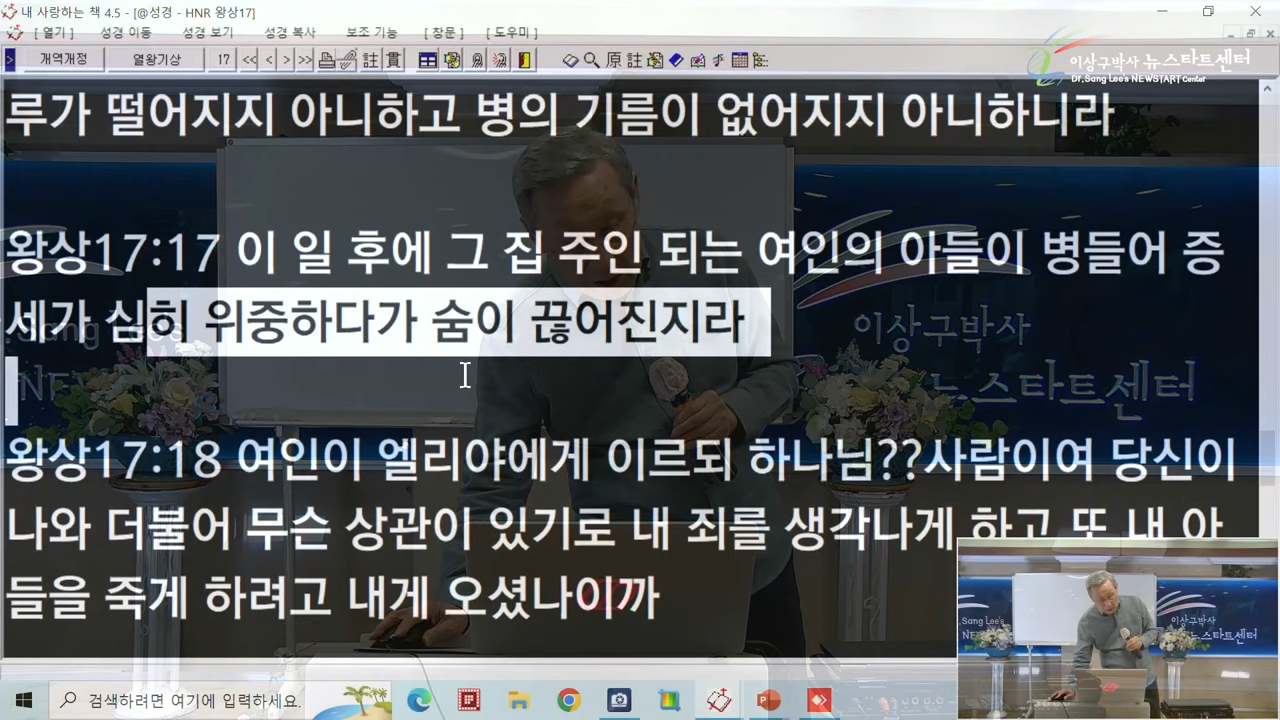 내 사랑하는 책 4.5 - [@성경 - HNR 왕상17]
[ 열기 ] 성경 이동 성경 보기 성경 복사 보조 기능 [ 창문 ] [ 도우미 ]
개역개정 열왕기상 17 << < > >> 註 貫 原 註
이상구박사 뉴스타트센터
Dr.Sang Lee's NEWSTART Center
루가 떨어지지 아니하고 병의 기름이 없어지지 아니하니라
왕상17:17 이 일 후에 그 집 주인 되는 여인의 아들이 병들어 증
세가 심히 위중하다가 숨이 끊어진지라
왕상17:18 여인이 엘리야에게 이르되 하나님??사람이여 당신이
나와 더불어 무슨 상관이 있기로 내 죄를 생각나게 하고 또 내 아
들을 죽게 하려고 내게 오셨나이까
Sang Lee's
NE
이상구박사
뉴스타트센터
.Sang Lee's
NE
이상구박사
뉴스타트센터
검색하려면 여기에 입력하세요.